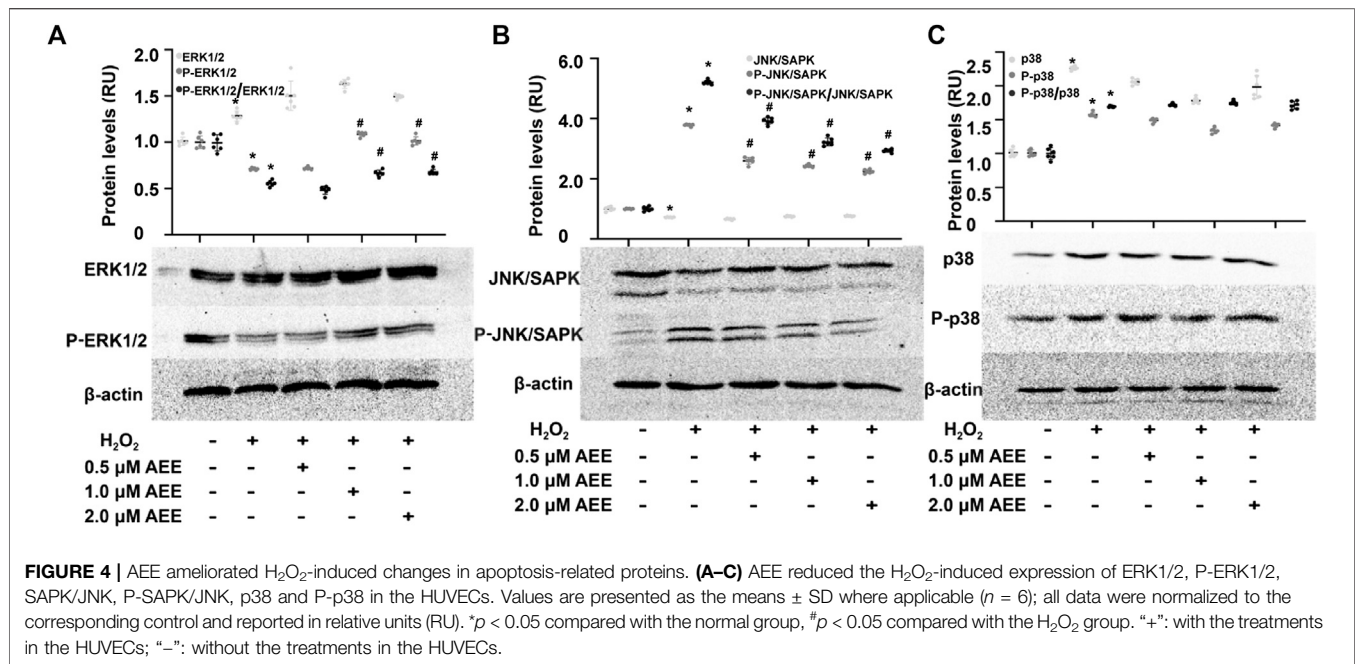 A
ERK1/2
P-ERK1/2
P-ERK1/2/ERK1/2
Protein levels (RU)
2.0
1.5
1.0
0.5
0
* * *
# # # #
ERK1/2
P-ERK1/2
β-actin
H₂O₂ - + + + +
0.5 µM AEE - - + - -
1.0 µM AEE - - - + -
2.0 µM AEE - - - - +
B
JNK/SAPK
P-JNK/SAPK
P-JNK/SAPK/JNK/SAPK
Protein levels (RU)
6.0
4.0
2.0
0
* * *
# # # # # #
JNK/SAPK
P-JNK/SAPK
β-actin
H₂O₂ - + + + +
0.5 µM AEE - - + - -
1.0 µM AEE - - - + -
2.0 µM AEE - - - - +
C
p38
P-p38
P-p38/p38
Protein levels (RU)
2.5
2.0
1.5
1.0
0.5
0
* * *
p38
P-p38
β-actin
H₂O₂ - + + + +
0.5 µM AEE - - + - -
1.0 µM AEE - - - + -
2.0 µM AEE - - - - +
FIGURE 4 | AEE ameliorated H₂O₂-induced changes in apoptosis-related proteins. (A–C) AEE reduced the H₂O₂-induced expression of ERK1/2, P-ERK1/2,
SAPK/JNK, P-SAPK/JNK, p38 and P-p38 in the HUVECs. Values are presented as the means ± SD where applicable (n = 6); all data were normalized to the
corresponding control and reported in relative units (RU). *p < 0.05 compared with the normal group, #p < 0.05 compared with the H₂O₂ group. “+”: with the treatments
in the HUVECs; “–”: without the treatments in the HUVECs.